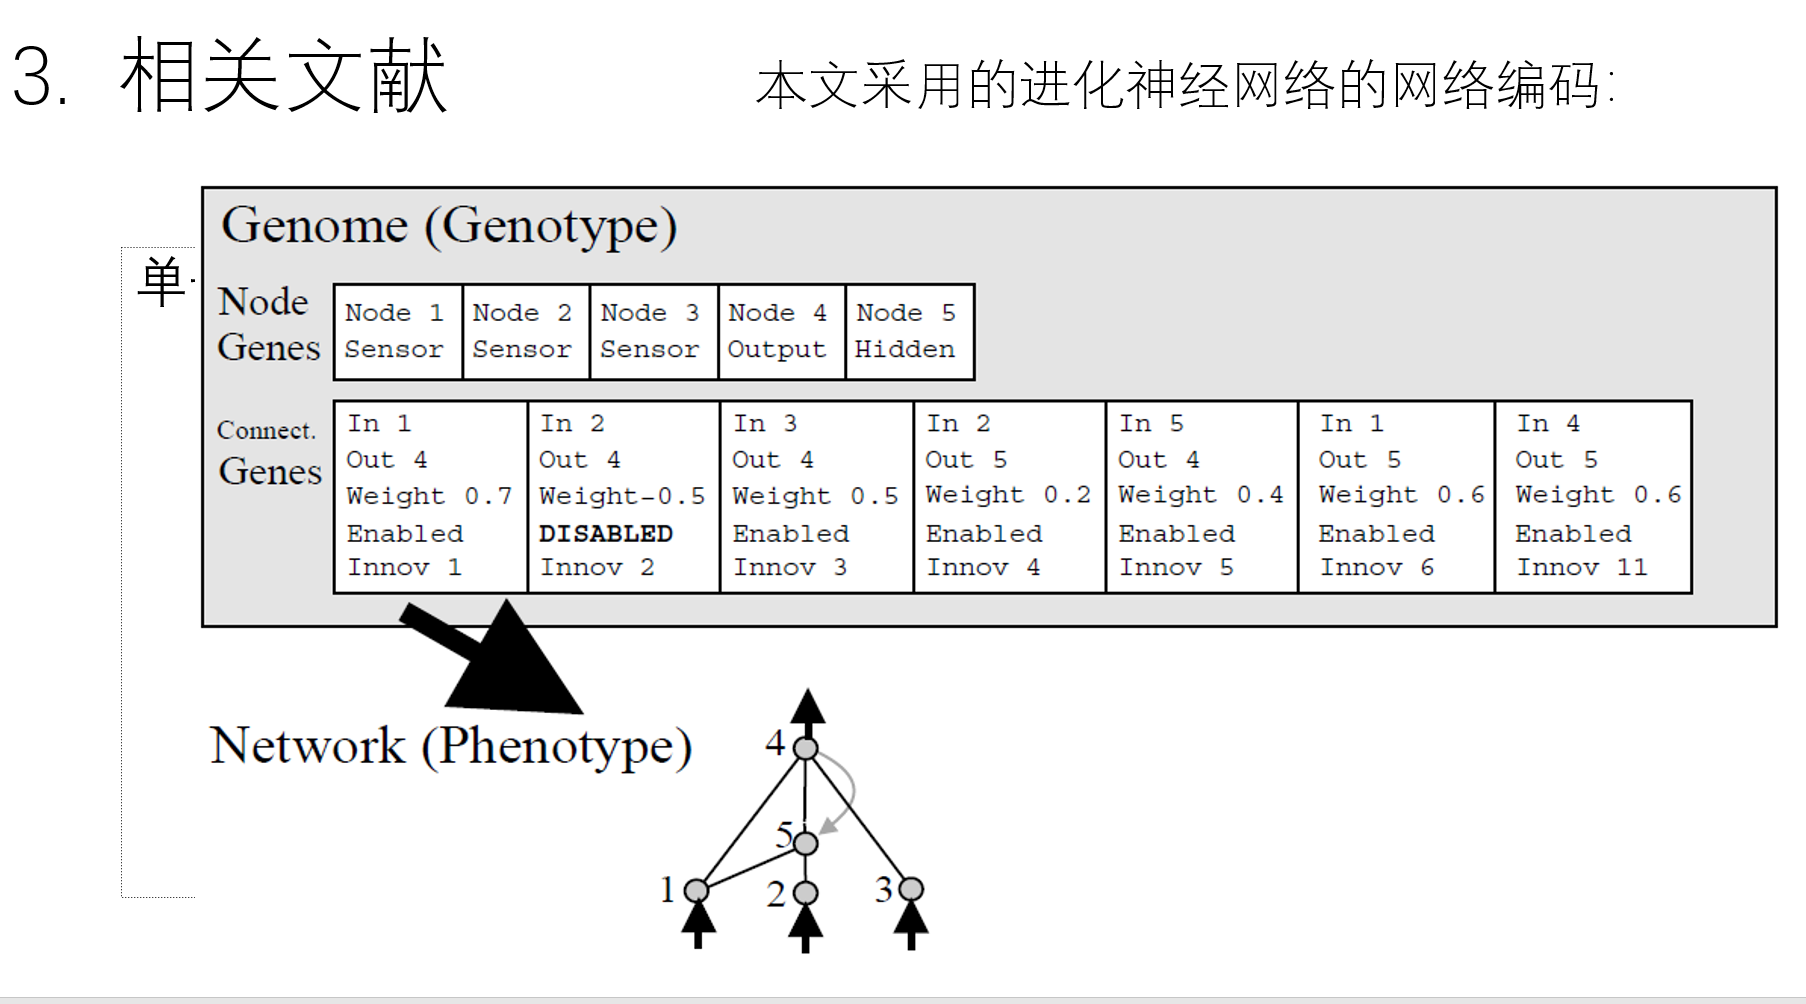 3. 相关文献
本文采用的进化神经网络的网络编码：
单
Genome (Genotype)
Node Genes
Node 1 Sensor
Node 2 Sensor
Node 3 Sensor
Node 4 Output
Node 5 Hidden
Connect. Genes
In 1
Out 4
Weight 0.7
Enabled
Innov 1
In 2
Out 4
Weight-0.5
DISABLED
Innov 2
In 3
Out 4
Weight 0.5
Enabled
Innov 3
In 2
Out 5
Weight 0.2
Enabled
Innov 4
In 5
Out 4
Weight 0.4
Enabled
Innov 5
In 1
Out 5
Weight 0.6
Enabled
Innov 6
In 4
Out 5
Weight 0.6
Enabled
Innov 11
Network (Phenotype)
4
5
1
2
3